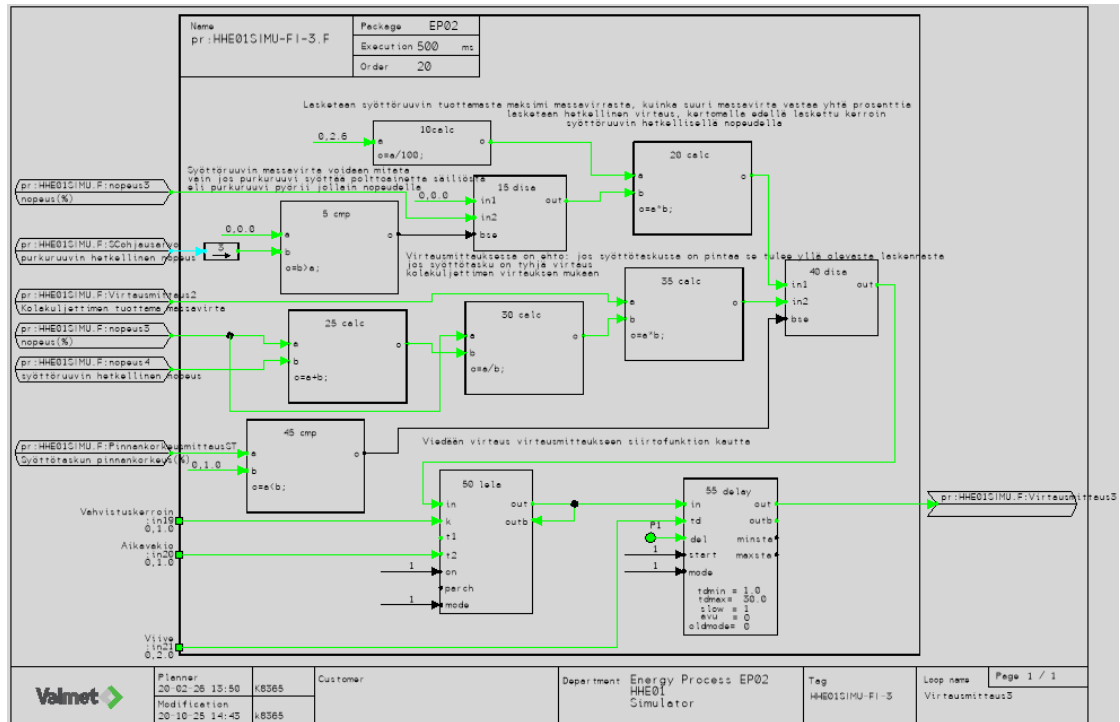 Name
pr:HHE01SIMU-FI-3.F
Package EP02
Execution 500 ms
Order 20
Lasketaan syöttöruuvin tuottamasta maksimi massavirrasta, kuinka suuri massavirta vastaa yhtä prosenttia
lasketaan hetkellinen virtaus, kertomalla edellä laskettu kerroin
syöttöruuvin hetkellisellä nopeudella
0,2.6
10calc
a
o
o=a/100;
20 calc
a
b
o
o=a*b;
Syöttöruuvin massavirta voidaan mitata
vain jos purkuruuvi syöttää polttoainetta säiliöstä
eli purkuruuvi pyörii jollain nopeudella
pr:HHE01SIMU.F:nopeus3
nopeus(%)
0,0.0
15 disa
in1
in2
bse
out
0,0.0
5 cmp
a
b
o
o=b>a;
pr:HHE01SIMU.F:SCohjausarvo
purkuruuvin hetkellinen nopeus
S
Virtausmittauksessa on ehto: jos syöttötaskussa on pintaa se tulee yllä olevasta laskennasta
jos syöttötasku on tyhjä virtaus
kolakuljettimen virtauksen mukaan
40 disa
in1
in2
bse
out
35 calc
a
b
o
o=a*b;
pr:HHE01SIMU.F:Virtausmittaus2
Kolakuljettimen tuottama massavirta
30 calc
a
b
o
o=a/b;
pr:HHE01SIMU.F:nopeus3
nopeus(%)
25 calc
a
b
o
o=a+b;
pr:HHE01SIMU.F:nopeus4
syöttöruuvin hetkellinen nopeus
45 cmp
a
b
o
o=a<b;
pr:HHE01SIMU.F:PinnankorkeusmittausST
Syöttötaskun pinnankorkeus(%)
0,1.0
Viedään virtaus virtausmittaukseen siirtofunktion kautta
50 lela
in
k
t1
t2
on
parch
mode
out
outb
55 delay
in
td
del
start
mode
out
outb
minsta
maxsta
tdmin = 1.0
tdmax= 30.0
slow = 1
avu = 0
oldmode= 0
P1
1
1
1
1
pr:HHE01SIMU.F:Virtausmittaus3
Vahvistuskerroin
:in19
0,1.0
Aikavakio
:in20
0,1.0
Viive
:in21
0,2.0
Valmet
Planner
20-02-26 13:50 K8365
Modification
20-10-25 14:43 k8365
Customer
Department Energy Process EP02
HHE01
Simulator
Tag
HHE01SIMU-FI-3
Loop name Page 1 / 1
Virtausmittaus3